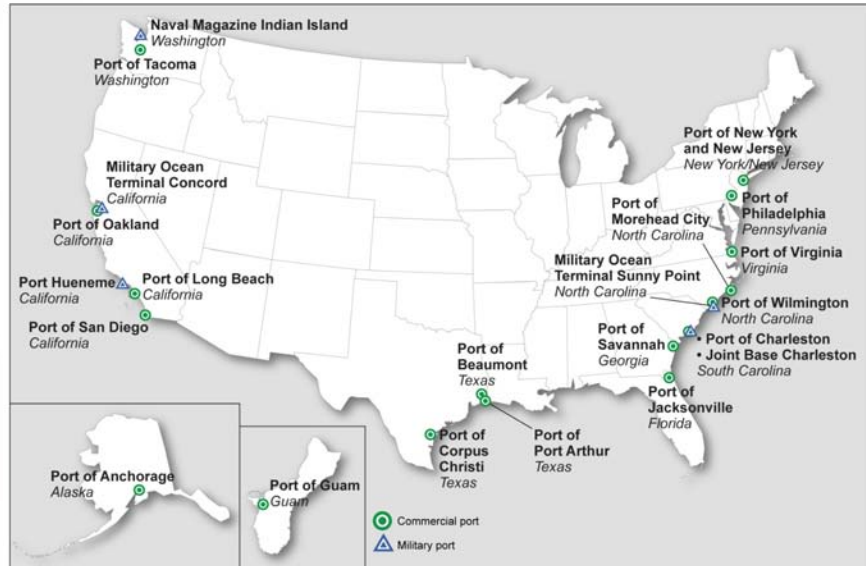 Naval Magazine Indian Island
Washington
Port of Tacoma
Washington
Military Ocean
Terminal Concord
California
Port of Oakland
California
Port Hueneme
California
Port of Long Beach
California
Port of San Diego
California
Port of New York
and New Jersey
New York/New Jersey
Port of
Philadelphia
Pennsylvania
Port of
Morehead City
North Carolina
Port of Virginia
Virginia
Military Ocean
Terminal Sunny Point
North Carolina
Port of Wilmington
North Carolina
• Port of Charleston
• Joint Base Charleston
South Carolina
Port of
Savannah
Georgia
Port of
Jacksonville
Florida
Port of
Beaumont
Texas
Port of
Corpus
Christi
Texas
Port of
Port Arthur
Texas
Port of Anchorage
Alaska
Port of Guam
Guam
Commercial port
Military port